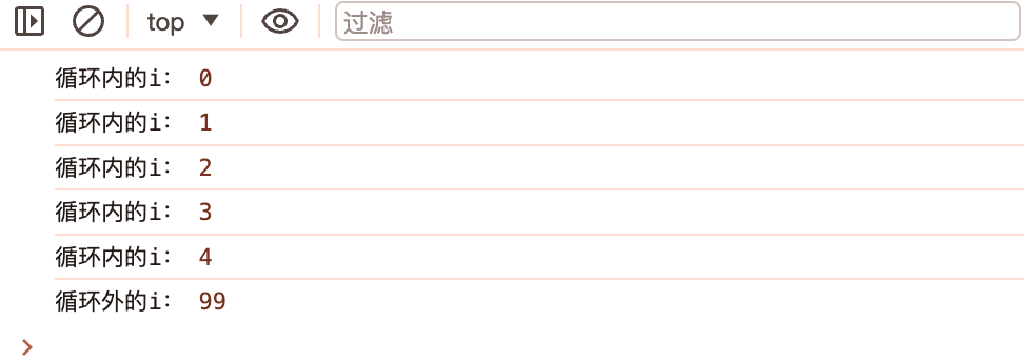 top 过滤
循环内的i： 0
循环内的i： 1
循环内的i： 2
循环内的i： 3
循环内的i： 4
循环外的i： 99